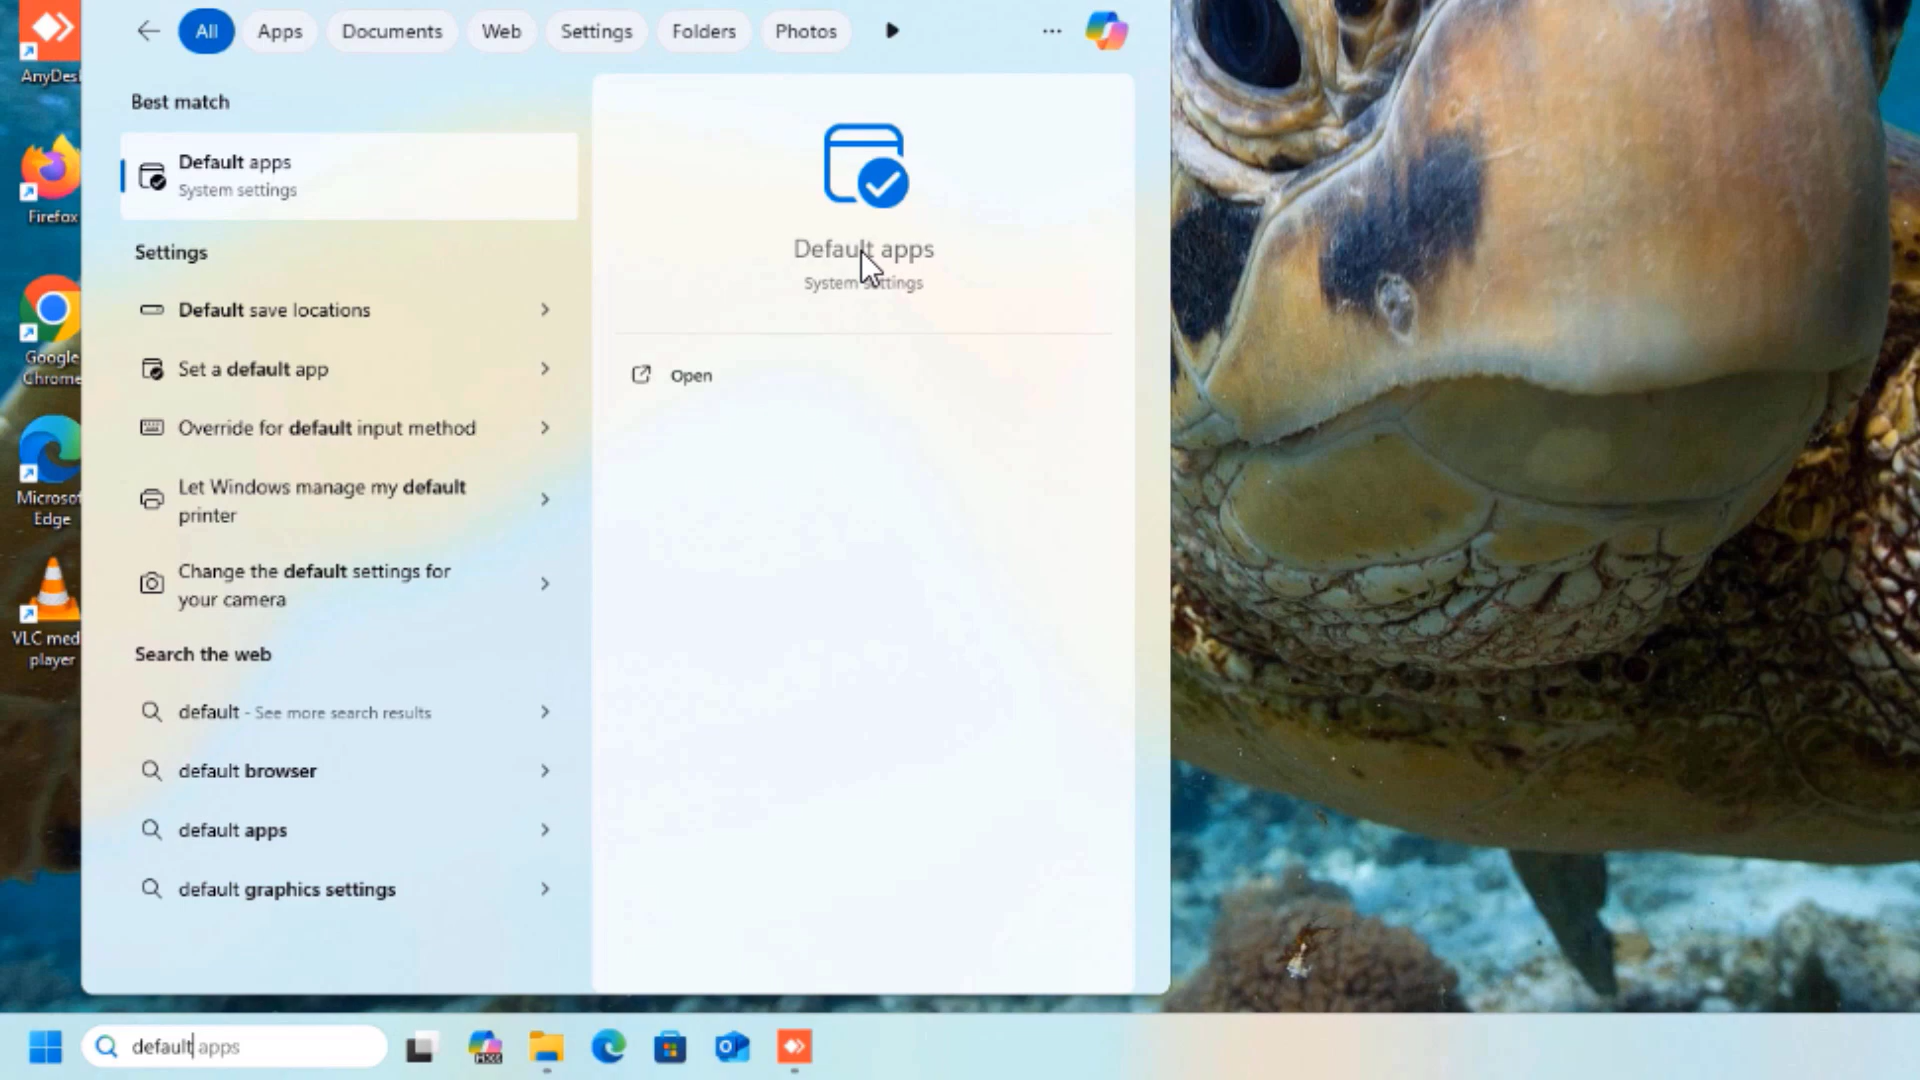 All
Apps
Documents
Web
Settings
Folders
Photos
AnyDes
Firefox
Google
Chrome
Microsof
Edge
VLC med
player
Best match
Default apps
System settings
Settings
Default save locations
Set a default app
Override for default input method
Let Windows manage my default
printer
Change the default settings for
your camera
Search the web
default - See more search results
default browser
default apps
default graphics settings
Default apps
System settings
Open
default apps